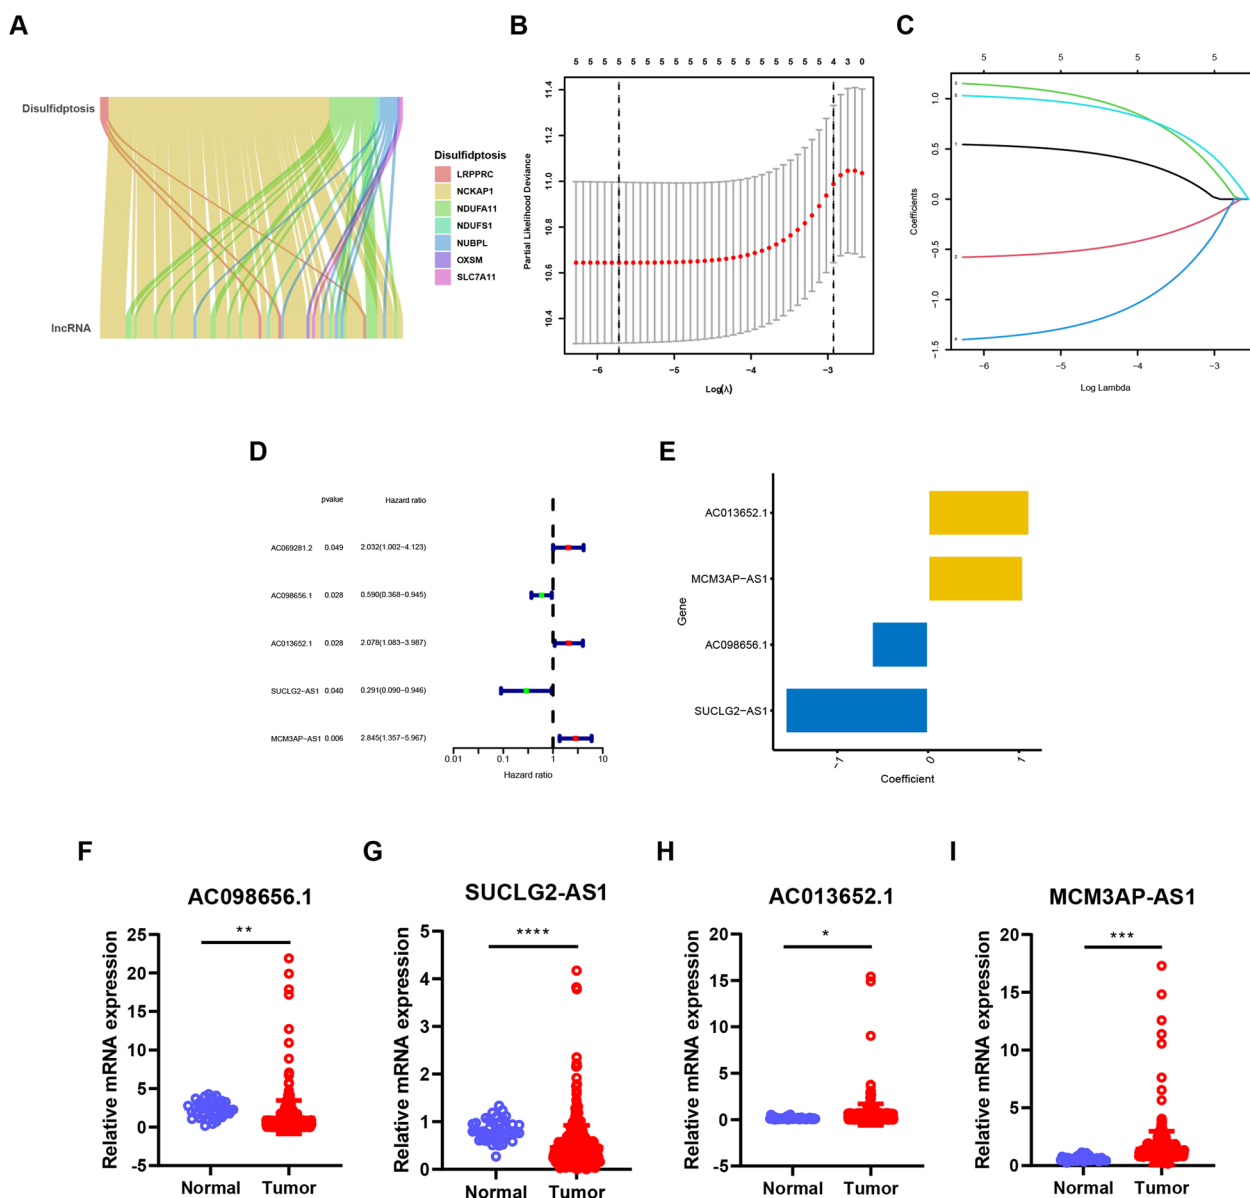 A
Disulfidptosis
lncRNA
Disulfidptosis
LRPPRC
NCKAP1
NDUFA11
NDUFS1
NUBPL
OXSM
SLC7A11
B
5 5 5 5 5 5 5 5 5 5 5 5 5 5 5 5 5 5 4 3 0
Partial Likelihood Deviance
11.4
11.2
11.0
10.8
10.6
10.4
−6 −5 −4 −3
Log(λ)
C
5 5 5 5
Coefficients
1.0
0.5
0.0
−0.5
−1.0
−1.5
3
5
1
2
4
−6 −5 −4 −3
Log Lambda
D
pvalue Hazard ratio
AC069281.2 0.049 2.032(1.002−4.123)
AC098656.1 0.028 0.590(0.368−0.945)
AC013652.1 0.028 2.078(1.083−3.987)
SUCLG2−AS1 0.040 0.291(0.090−0.946)
MCM3AP−AS1 0.006 2.845(1.357−5.967)
0.01 0.1 1 10
Hazard ratio
E
Gene
AC013652.1
MCM3AP−AS1
AC098656.1
SUCLG2−AS1
−1 0 1
Coefficient
F
AC098656.1
**
Relative mRNA expression
25
20
15
10
5
0
-5
Normal Tumor
G
SUCLG2-AS1
****
Relative mRNA expression
5
4
3
2
1
0
Normal Tumor
H
AC013652.1
*
Relative mRNA expression
20
15
10
5
0
-5
Normal Tumor
I
MCM3AP-AS1
***
Relative mRNA expression
20
15
10
5
0
Normal Tumor